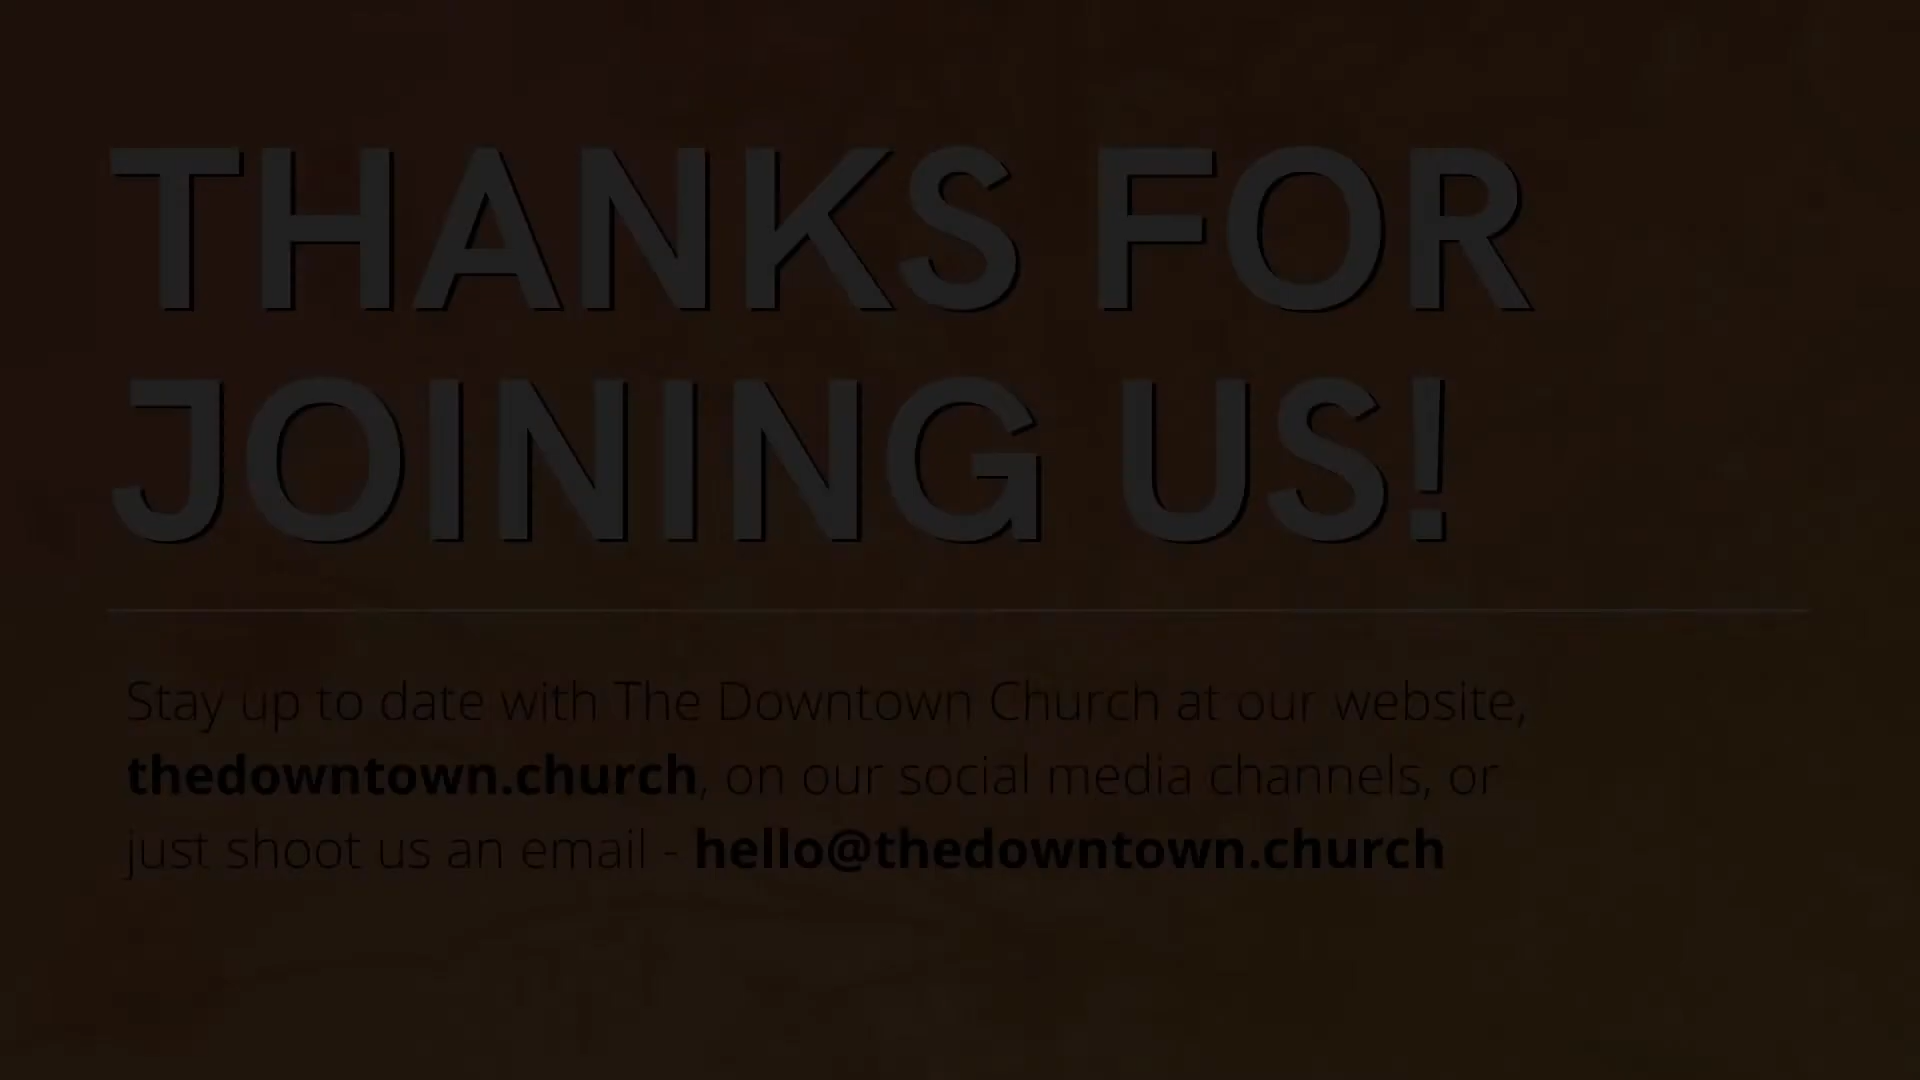 THANKS FOR
JOINING US!
Stay up to date with The Downtown Church at our website,
thedowntown.church, on our social media channels, or
just shoot us an email - hello@thedowntown.church